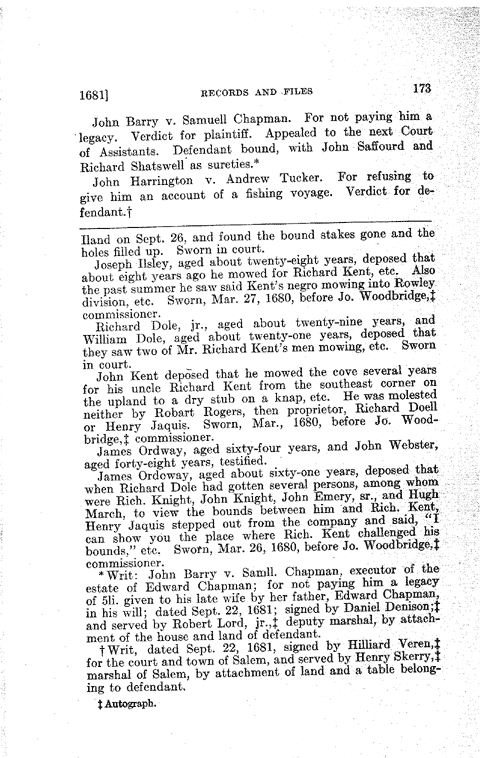 1681] RECORDS AND FILES 173
John Barry v. Samuell Chapman. For not paying him a
legacy. Verdict for plaintiff. Appealed to the next Court
of Assistants. Defendant bound, with John Saffourd and
Richard Shatswell as sureties.*
John Harrington v. Andrew Tucker. For refusing to
give him an account of a fishing voyage. Verdict for de-
fendant.†
Iland on Sept. 26, and found the bound stakes gone and the
holes filled up. Sworn in court.
Joseph Ilsley, aged about twenty-eight years, deposed that
about eight years ago he mowed for Richard Kent, etc. Also
the past summer he saw said Kent's negro mowing into Rowley
division, etc. Sworn, Mar. 27, 1680, before Jo. Woodbridge,‡
commissioner.
Richard Dole, jr., aged about twenty-nine years, and
William Dole, aged about twenty-one years, deposed that
they saw two of Mr. Richard Kent's men mowing, etc. Sworn
in court.
John Kent deposed that he mowed the cove several years
for his uncle Richard Kent from the southeast corner on
the upland to a dry stub on a knap, etc. He was molested
neither by Robart Rogers, then proprietor, Richard Doell
or Henry Jaquis. Sworn, Mar., 1680, before Jo. Wood-
bridge,‡ commissioner.
James Ordway, aged sixty-four years, and John Webster,
aged forty-eight years, testified.
James Ordoway, aged about sixty-one years, deposed that
when Richard Dole had gotten several persons, among whom
were Rich. Knight, John Knight, John Emery, sr., and Hugh
March, to view the bounds between him and Rich. Kent,
Henry Jaquis stepped out from the company and said, "I
can show you the place where Rich. Kent challenged his
bounds," etc. Sworn, Mar. 26, 1680, before Jo. Woodbridge,‡
commissioner.
*Writ: John Barry v. Samll. Chapman, executor of the
estate of Edward Chapman; for not paying him a legacy
of 5li. given to his late wife by her father, Edward Chapman,
in his will; dated Sept. 22, 1681; signed by Daniel Denison;‡
and served by Robert Lord, jr.,‡ deputy marshal, by attach-
ment of the house and land of defendant.
†Writ, dated Sept. 22, 1681, signed by Hilliard Veren,‡
for the court and town of Salem, and served by Henry Skerry,‡
marshal of Salem, by attachment of land and a table belong-
ing to defendant.
‡ Autograph.